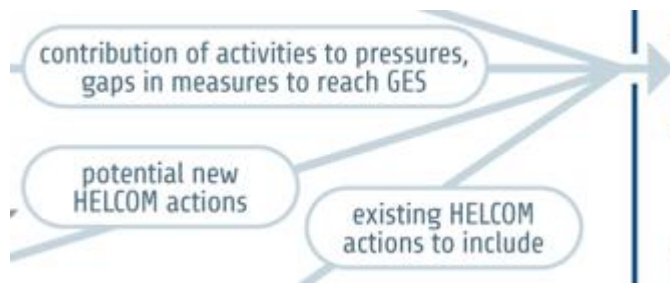 contribution of activities to pressures,
gaps in measures to reach GES
potential new
HELCOM actions
existing HELCOM
actions to include